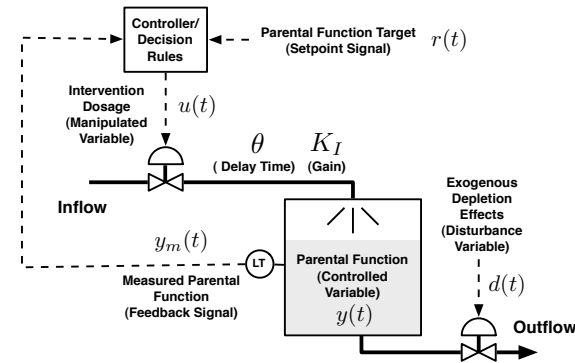 Controller/
Decision
Rules
Parental Function Target
(Setpoint Signal)
r(t)
Intervention
Dosage
(Manipulated
Variable)
u(t)
θ
K_I
( Delay Time)
(Gain)
Inflow
Exogenous
Depletion
Effects
(Disturbance
Variable)
y_m(t)
LT
Measured Parental
Function
(Feedback Signal)
Parental Function
(Controlled
Variable)
y(t)
d(t)
Outflow